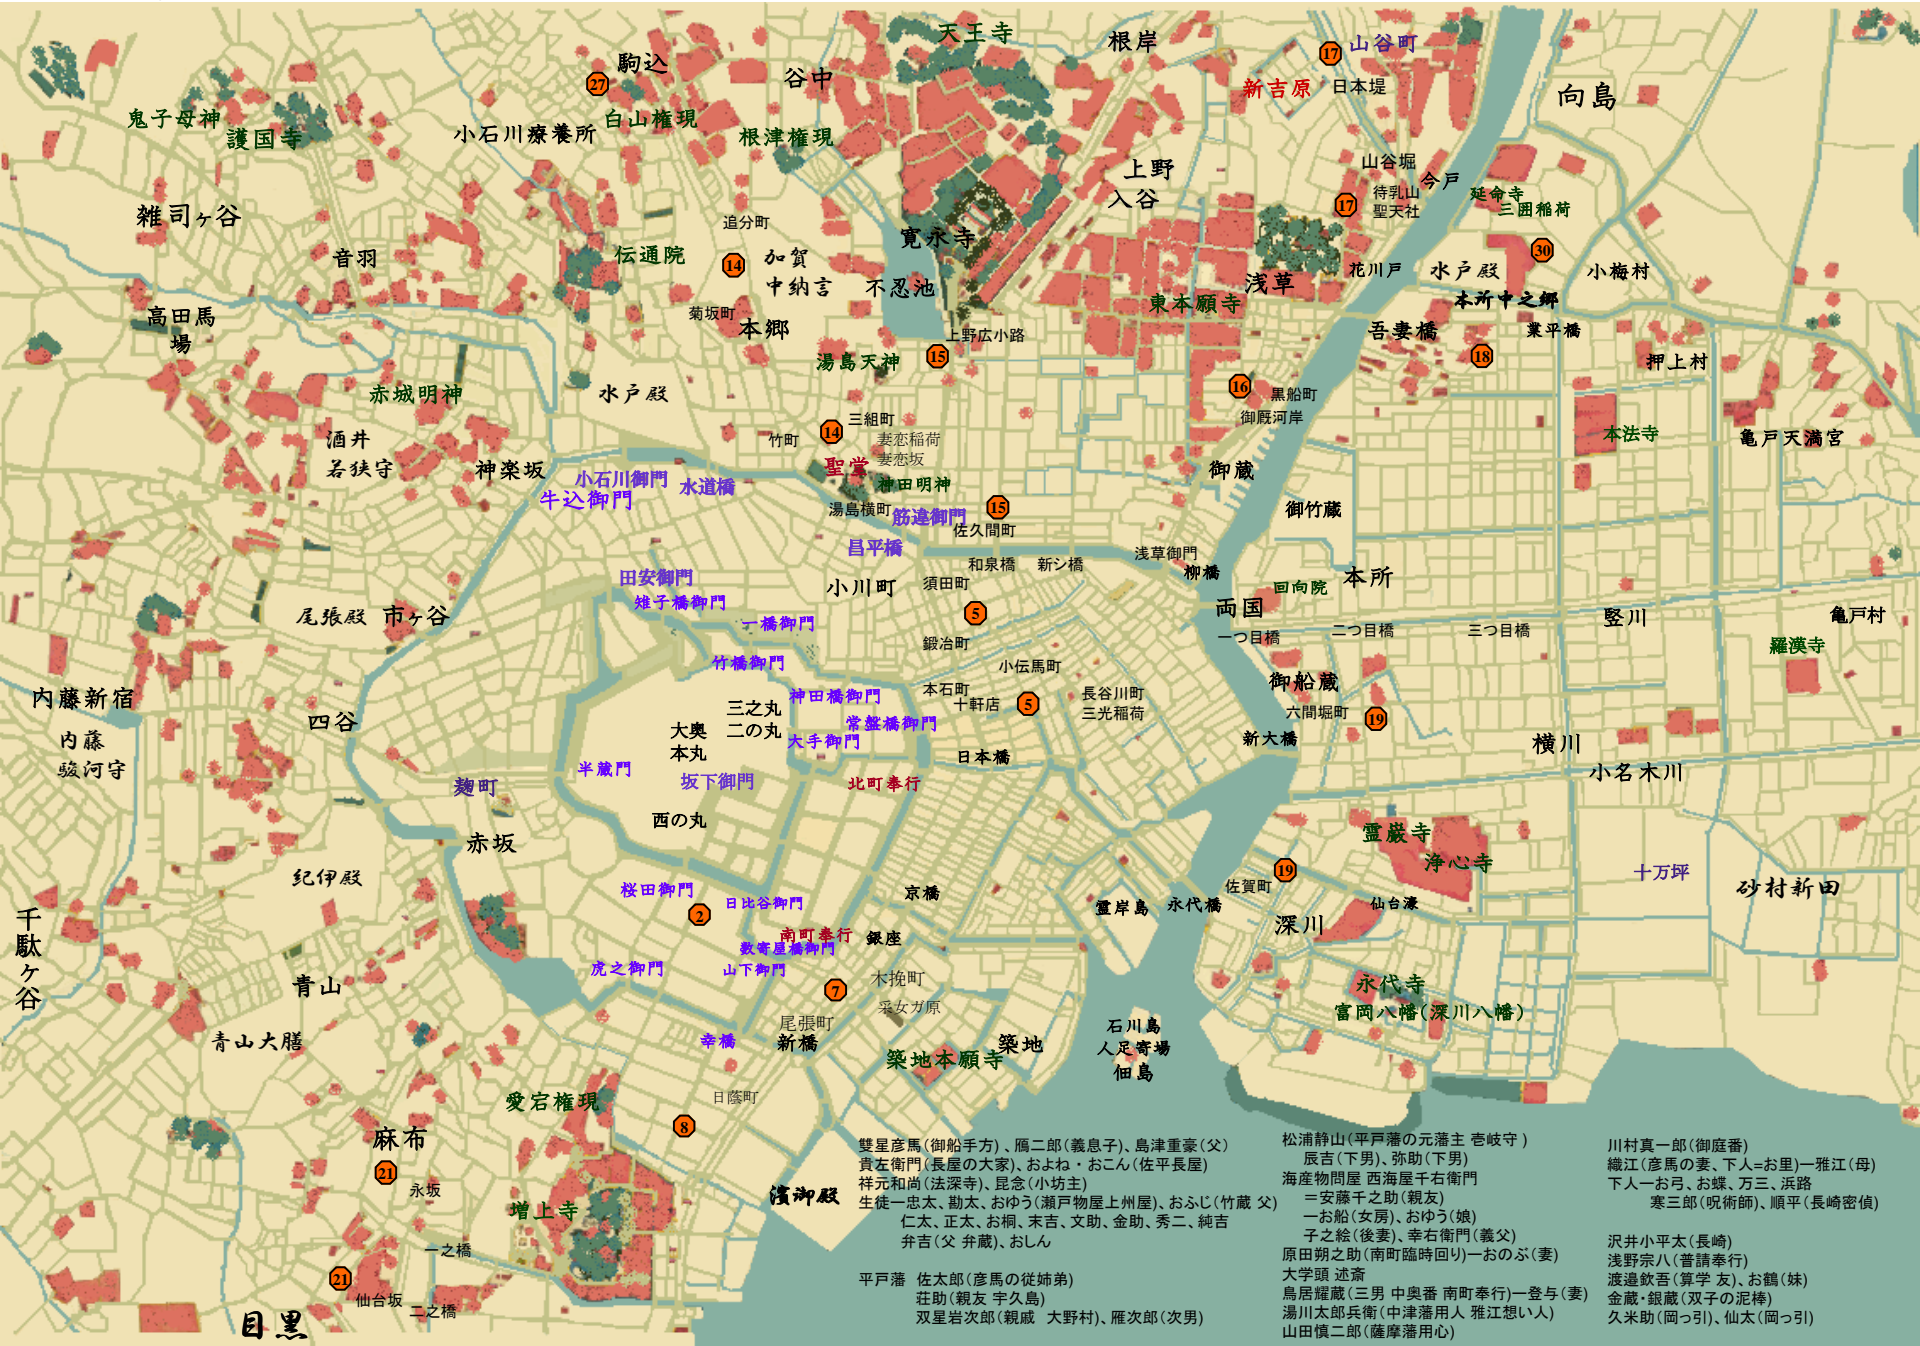 天王寺
根岸
17
山谷町
駒込
谷中
27
新吉原
日本堤
向島
鬼子母神
護国寺
小石川療養所
白山権現
根津権現
上野
入谷
山谷堀
今戸
待乳山
聖天社
17
延命寺
三囲稲荷
雑司ヶ谷
追分町
音羽
伝通院
14
加賀
中納言
寛永寺
不忍池
浅草
花川戸
水戸殿
30
小梅村
本所中之郷
東本願寺
高田馬
場
菊坂町
本郷
上野広小路
15
吾妻橋
業平橋
18
押上村
湯島天神
赤城明神
水戸殿
16
黒船町
御厩河岸
酒井
若狭守
三組町
14
竹町
妻恋稲荷
妻恋坂
本法寺
亀戸天満宮
神楽坂
小石川御門
牛込御門
水道橋
聖堂
神田明神
御蔵
湯島横町
筋違御門
15
佐久間町
御竹蔵
昌平橋
和泉橋
新シ橋
浅草御門
柳橋
田安御門
雉子橋御門
小川町
須田町
本所
回向院
両国
尾張殿
市ヶ谷
一橋御門
5
一つ目橋
二つ目橋
三つ目橋
竪川
亀戸村
竹橋御門
鍛冶町
小伝馬町
羅漢寺
内藤新宿
神田橋御門
本石町
十軒店
5
長谷川町
三光稲荷
御船蔵
六間堀町
19
四谷
三之丸
二の丸
常盤橋御門
大奥
本丸
大手御門
日本橋
新大橋
横川
内藤
駿河守
半蔵門
坂下御門
北町奉行
小名木川
麹町
西の丸
赤坂
霊巌寺
浄心寺
紀伊殿
桜田御門
2
日比谷御門
京橋
霊岸島
永代橋
佐賀町
19
仙台濠
十万坪
砂村新田
千駄ヶ谷
南町奉行
数寄屋橋御門
銀座
深川
虎之御門
山下御門
青山
7
木挽町
采女ガ原
永代寺
富岡八幡(深川八幡)
青山大膳
尾張町
新橋
幸橋
築地本願寺
築地
石川島
人足寄場
佃島
愛宕権現
日蔭町
8
麻布
21
永坂
増上寺
濱御殿
一之橋
21
仙台坂
二之橋
目黒
雙星彦馬(御船手方)、鴈二郎(義息子)、島津重豪(父)
貴左衛門(長屋の大家)、およね・おこん(佐平長屋)
祥元和尚(法深寺)、昆念(小坊主)
生徒ー忠太、勘太、おゆう(瀬戸物屋上州屋)、おふじ(竹蔵 父)
仁太、正太、お桐、末吉、文助、金助、秀二、純吉
弁吉(父 弁蔵)、おしん
平戸藩 佐太郎(彦馬の従姉弟)
荘助(親友 宇久島)
双星岩次郎(親戚 大野村)、雁次郎(次男)
松浦静山(平戸藩の元藩主 壱岐守)
辰吉(下男)、弥助(下男)
海産物問屋 西海屋千右衛門
＝安藤千之助(親友)
ーお船(女房)、おゆう(娘)
子之絵(後妻)、幸右衛門(義父)
原田朔之助(南町臨時回り)ーおのぶ(妻)
大学頭 述斎
鳥居耀蔵(三男 中奥番 南町奉行)ー登与(妻)
湯川太郎兵衛(中津藩用人 雅江想い人)
山田慎二郎(薩摩藩用心)
川村真一郎(御庭番)
織江(彦馬の妻、下人=お里)ー雅江(母)
下人ーお弓、お蝶、万三、浜路
寒三郎(呪術師)、順平(長崎密偵)
沢井小平太(長崎)
浅野宗八(普請奉行)
渡邉欽吾(算学 友)、お鶴(妹)
金蔵・銀蔵(双子の泥棒)
久米助(岡っ引)、仙太(岡っ引)